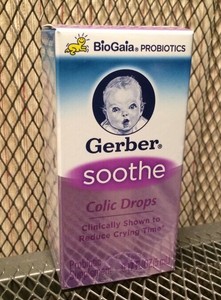 BioGaia® PROBIOTICS
Gerber®
soothe
Colic Drops
Clinically Shown to
Reduce Crying Time*